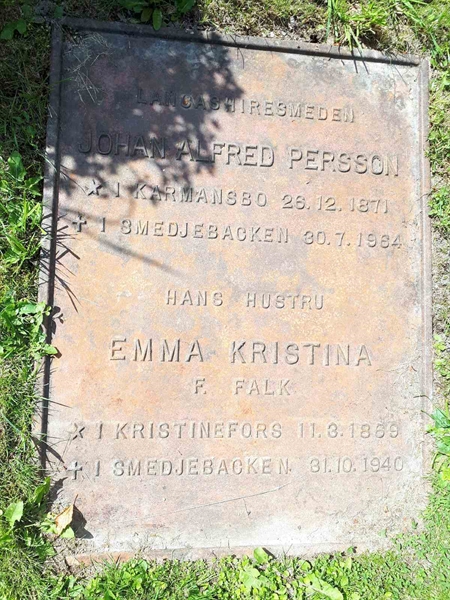 LANCASHIRESMEDEN
JOHAN ALFRED PERSSON
* I KARMANSBO 26.12.1871
† I SMEDJEBACKEN 30.7.1964
HANS HUSTRU
EMMA KRISTINA
F. FALK
* I KRISTINEFORS 11.3.1869
† I SMEDJEBACKEN 31.10.1940